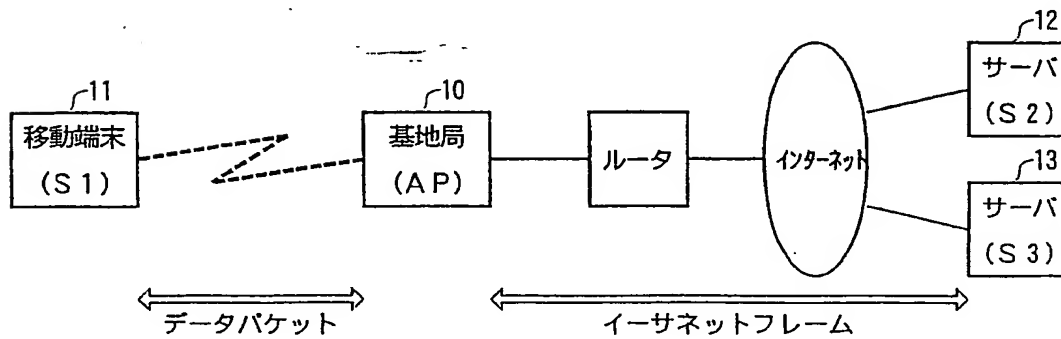 11
移動端末
(S1)
10
基地局
(AP)
ルータ
インターネット
12
サーバ
(S2)
13
サーバ
(S3)
データパケット
イーサネットフレーム